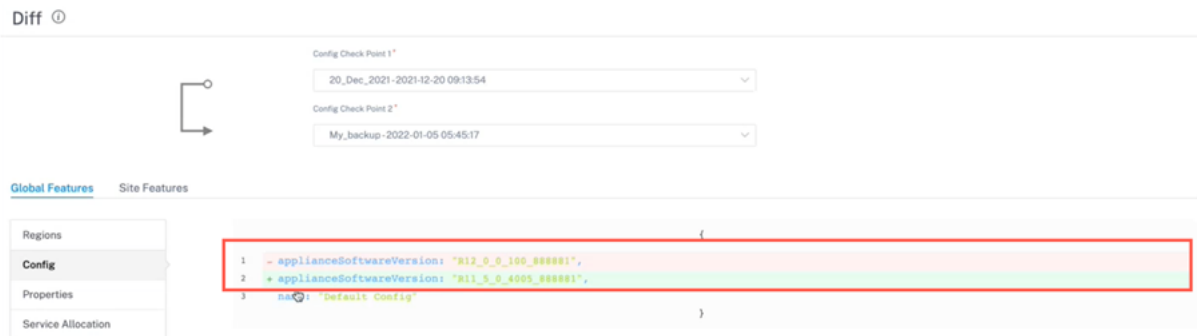 Diff
Config Check Point 1*
20_Dec_2021-2021-12-20 09:13:54
Config Check Point 2*
My_backup-2022-01-05 05:45:17
Global Features Site Features
Regions
Config
Properties
Service Allocation
{
1 - applianceSoftwareVersion: "R12_0_0_100_888881",
2 + applianceSoftwareVersion: "R11_5_0_4005_888881",
3 name: "Default Config"
}